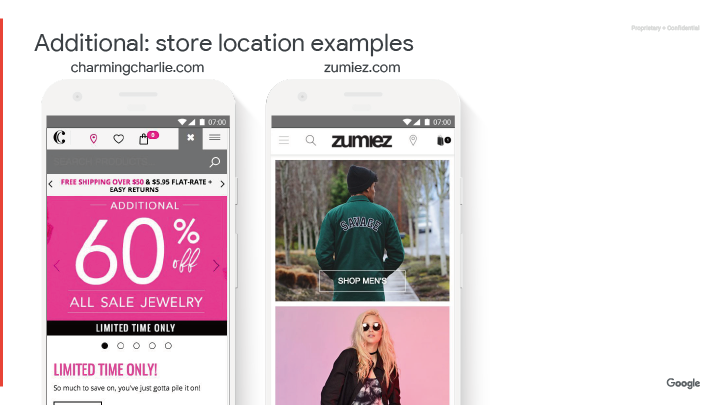 Proprietary + Confidential
Additional: store location examples
charmingcharlie.com
zumiez.com
07:00
6
FREE SHIPPING OVER $50 & $5.95 FLAT-RATE +
EASY RETURNS
ADDITIONAL
60% off
ALL SALE JEWELRY
LIMITED TIME ONLY
LIMITED TIME ONLY!
So much to save on, you've just gotta pile it on!
07:00
zumiez
SAVAGE
SHOP MEN'S
Google